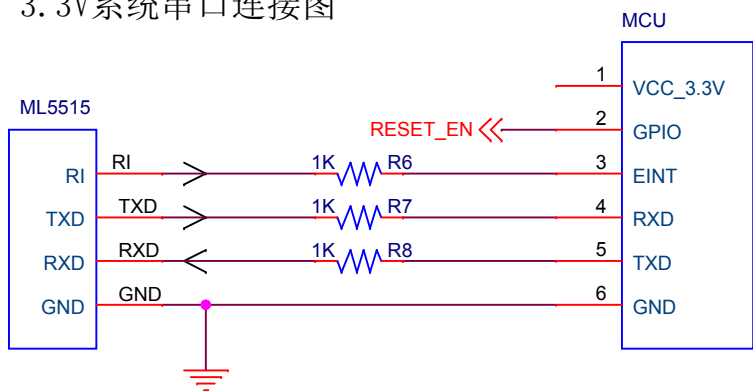 3.3V系统串口连接图
MCU
ML5515
1
VCC_3.3V
RESET_EN
2
GPIO
RI
RI
1K
R6
3
EINT
TXD
TXD
1K
R7
4
RXD
RXD
RXD
1K
R8
5
TXD
GND
GND
6
GND